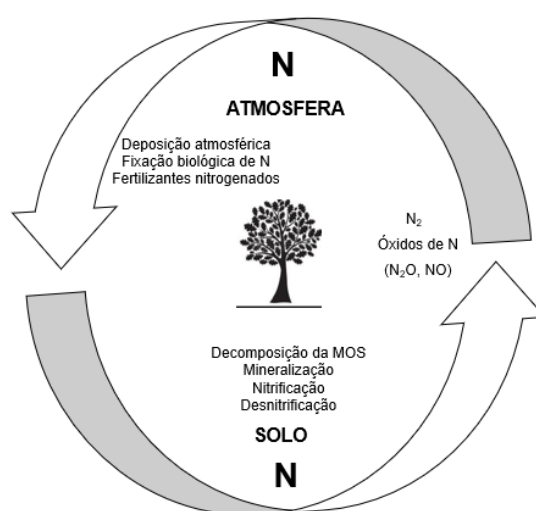 N
ATMOSFERA
Deposição atmosférica
Fixação biológica de N
Fertilizantes nitrogenados
N₂
Óxidos de N
(N₂O, NO)
Decomposição da MOS
Mineralização
Nitrificação
Desnitrificação
SOLO
N